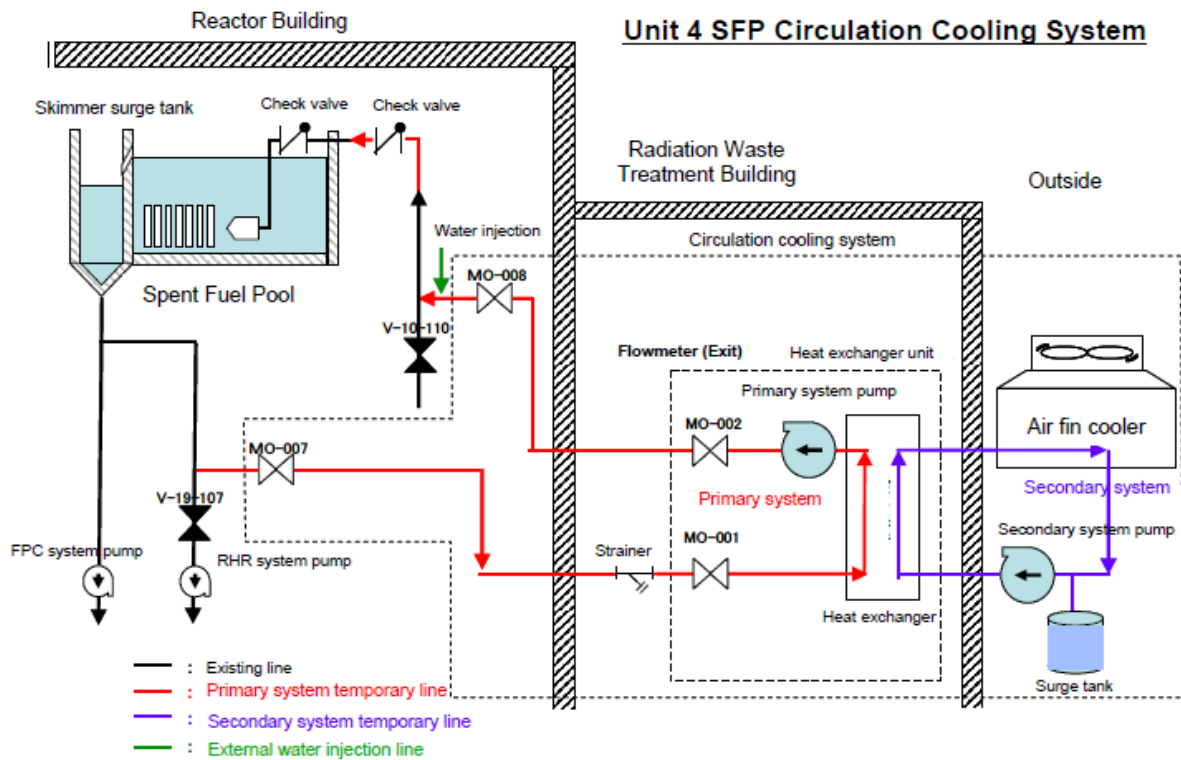 Reactor Building
Unit 4 SFP Circulation Cooling System
Skimmer surge tank
Check valve
Check valve
Radiation Waste
Treatment Building
Outside
Water injection
Circulation cooling system
MO-008
Spent Fuel Pool
V-10-110
Flowmeter (Exit)
Heat exchanger unit
Primary system pump
MO-002
Air fin cooler
MO-007
Primary system
Secondary system
V-19-107
MO-001
Secondary system pump
Strainer
FPC system pump
RHR system pump
Heat exchanger
Surge tank
: Existing line
: Primary system temporary line
: Secondary system temporary line
: External water injection line